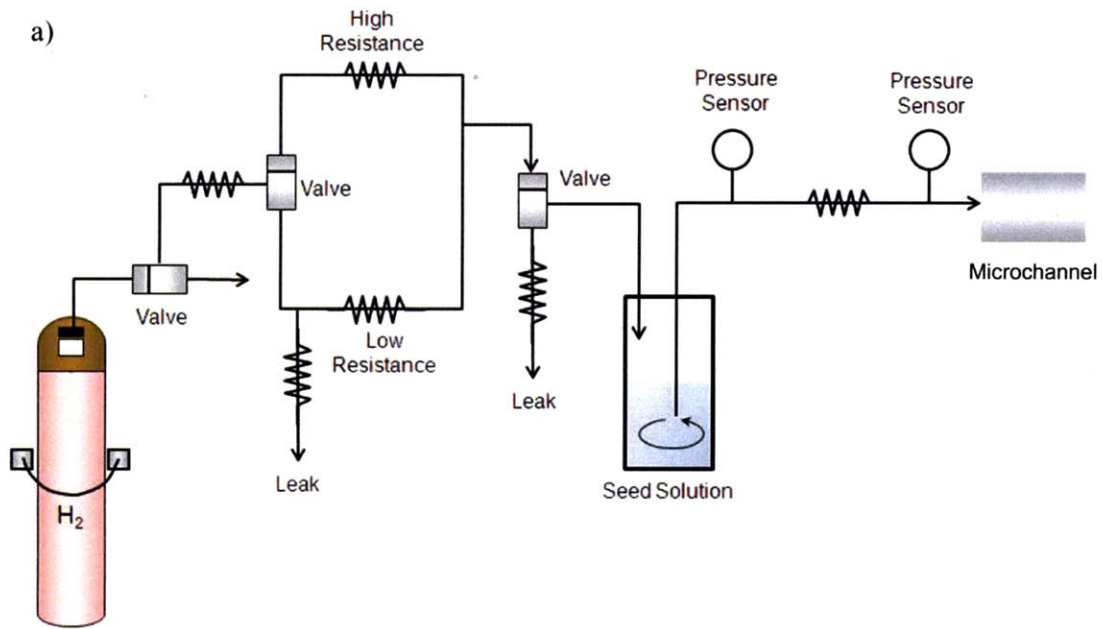 a)
High
Resistance
Pressure
Sensor
Pressure
Sensor
Valve
Valve
Microchannel
Valve
Low
Resistance
Leak
Leak
Seed Solution
H₂